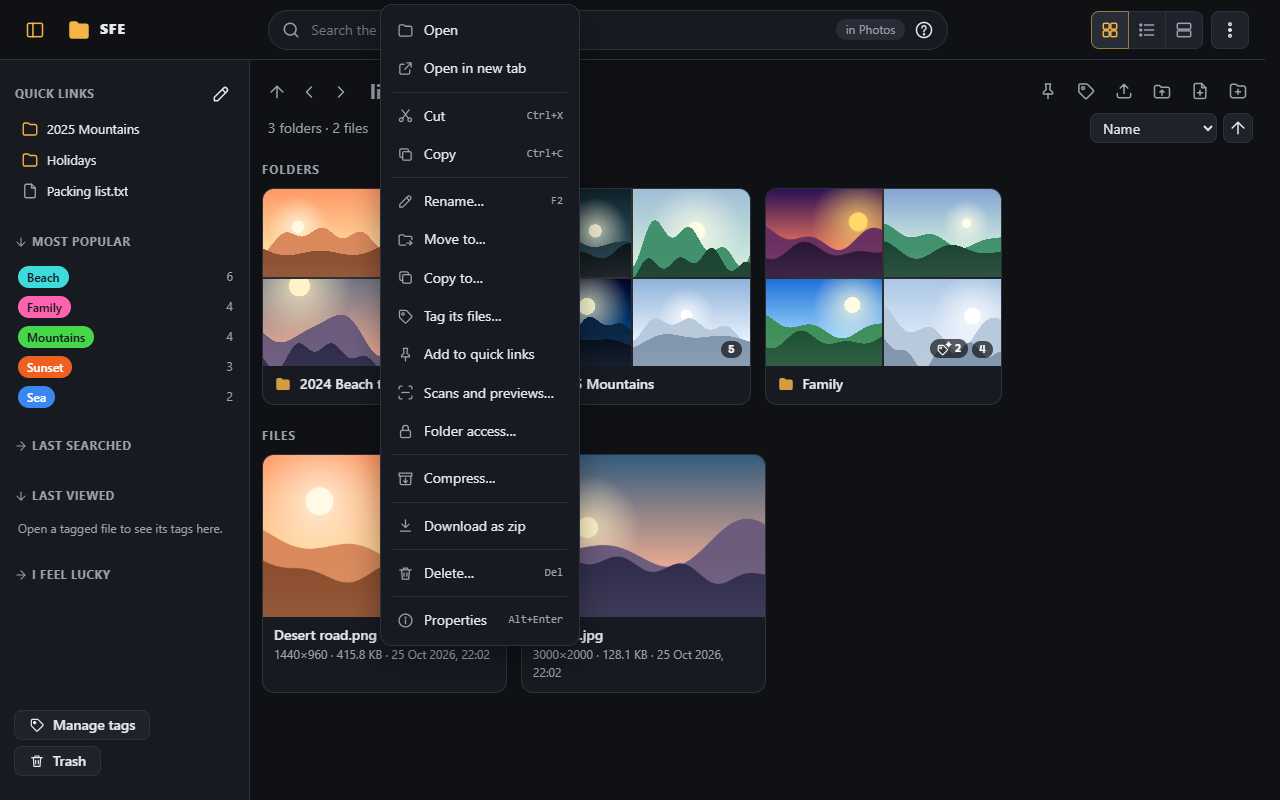 SFE
Search the
in Photos
QUICK LINKS
2025 Mountains
Holidays
Packing list.txt
MOST POPULAR
Beach 6
Family 4
Mountains 4
Sunset 3
Sea 2
LAST SEARCHED
LAST VIEWED
Open a tagged file to see its tags here.
I FEEL LUCKY
Manage tags
Trash
3 folders · 2 files
Name
FOLDERS
2024 Beach
5
Mountains
2 4
Family
FILES
Desert road.png
1440×960 · 415.8 KB · 25 Oct 2026, 22:02
.jpg
3000×2000 · 128.1 KB · 25 Oct 2026,
22:02
Open
Open in new tab
Cut Ctrl+X
Copy Ctrl+C
Rename... F2
Move to...
Copy to...
Tag its files...
Add to quick links
Scans and previews...
Folder access...
Compress...
Download as zip
Delete... Del
Properties Alt+Enter